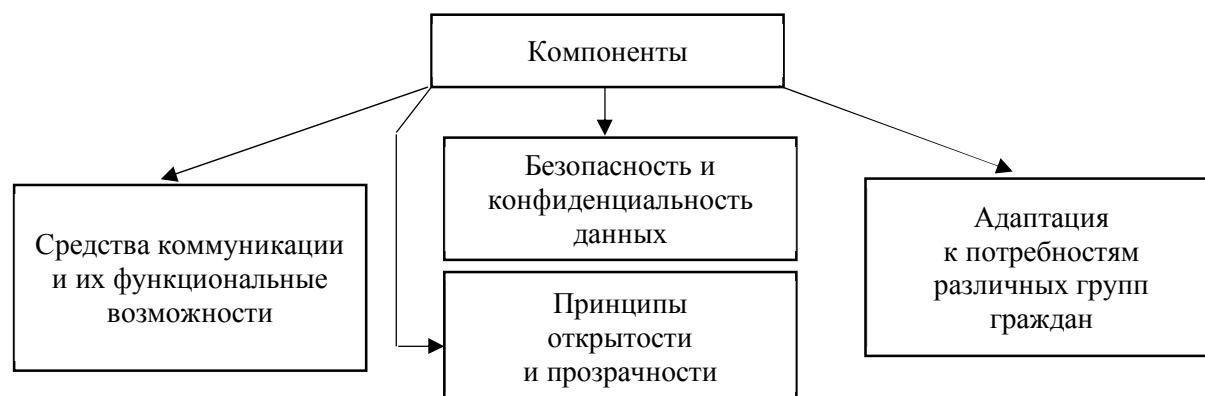 Компоненты
Безопасность и
конфиденциальность
данных
Средства коммуникации
и их функциональные
возможности
Адаптация
к потребностям
различных групп
граждан
Принципы
открытости
и прозрачности